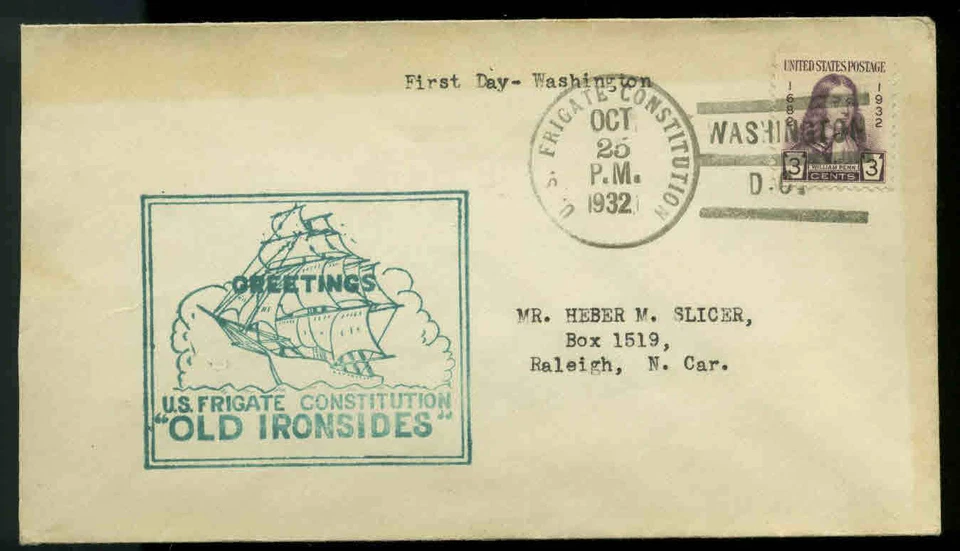 First Day- Washington
U. S. FRIGATE CONSTITUTION
OCT
25
P.M.
1932
WASHINGTON
D.C.
UNITED STATES POSTAGE
1682
1932
WILLIAM PENN
3 CENTS 3
GREETINGS
U.S. FRIGATE CONSTITUTION
"OLD IRONSIDES"
MR. HEBER M. SLICER,
Box 1519,
Raleigh, N. Car.